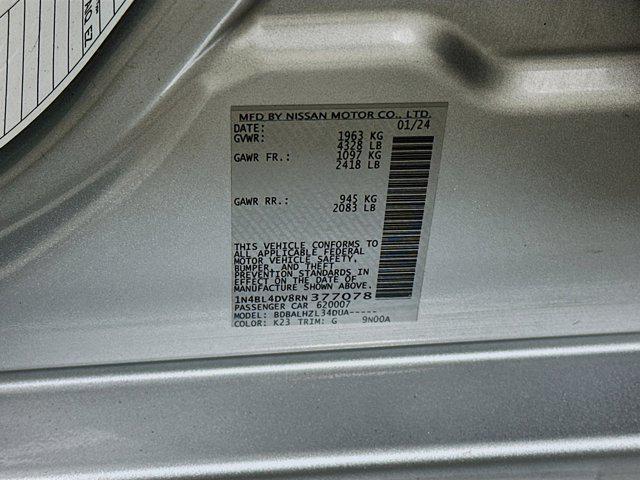 MFD BY NISSAN MOTOR CO., LTD.
DATE: 01/24
GVWR: 1963 KG
4328 LB
GAWR FR.: 1097 KG
2418 LB
GAWR RR.: 945 KG
2083 LB
THIS VEHICLE CONFORMS TO
ALL APPLICABLE FEDERAL
MOTOR VEHICLE SAFETY,
BUMPER, AND THEFT
PREVENTION STANDARDS IN
EFFECT ON THE DATE OF
MANUFACTURE SHOWN ABOVE.
1N4BL4DV8RN377078
PASSENGER CAR 620007
MODEL: BDBALHZL34DUA-----
COLOR: K23 TRIM: G 9N00A